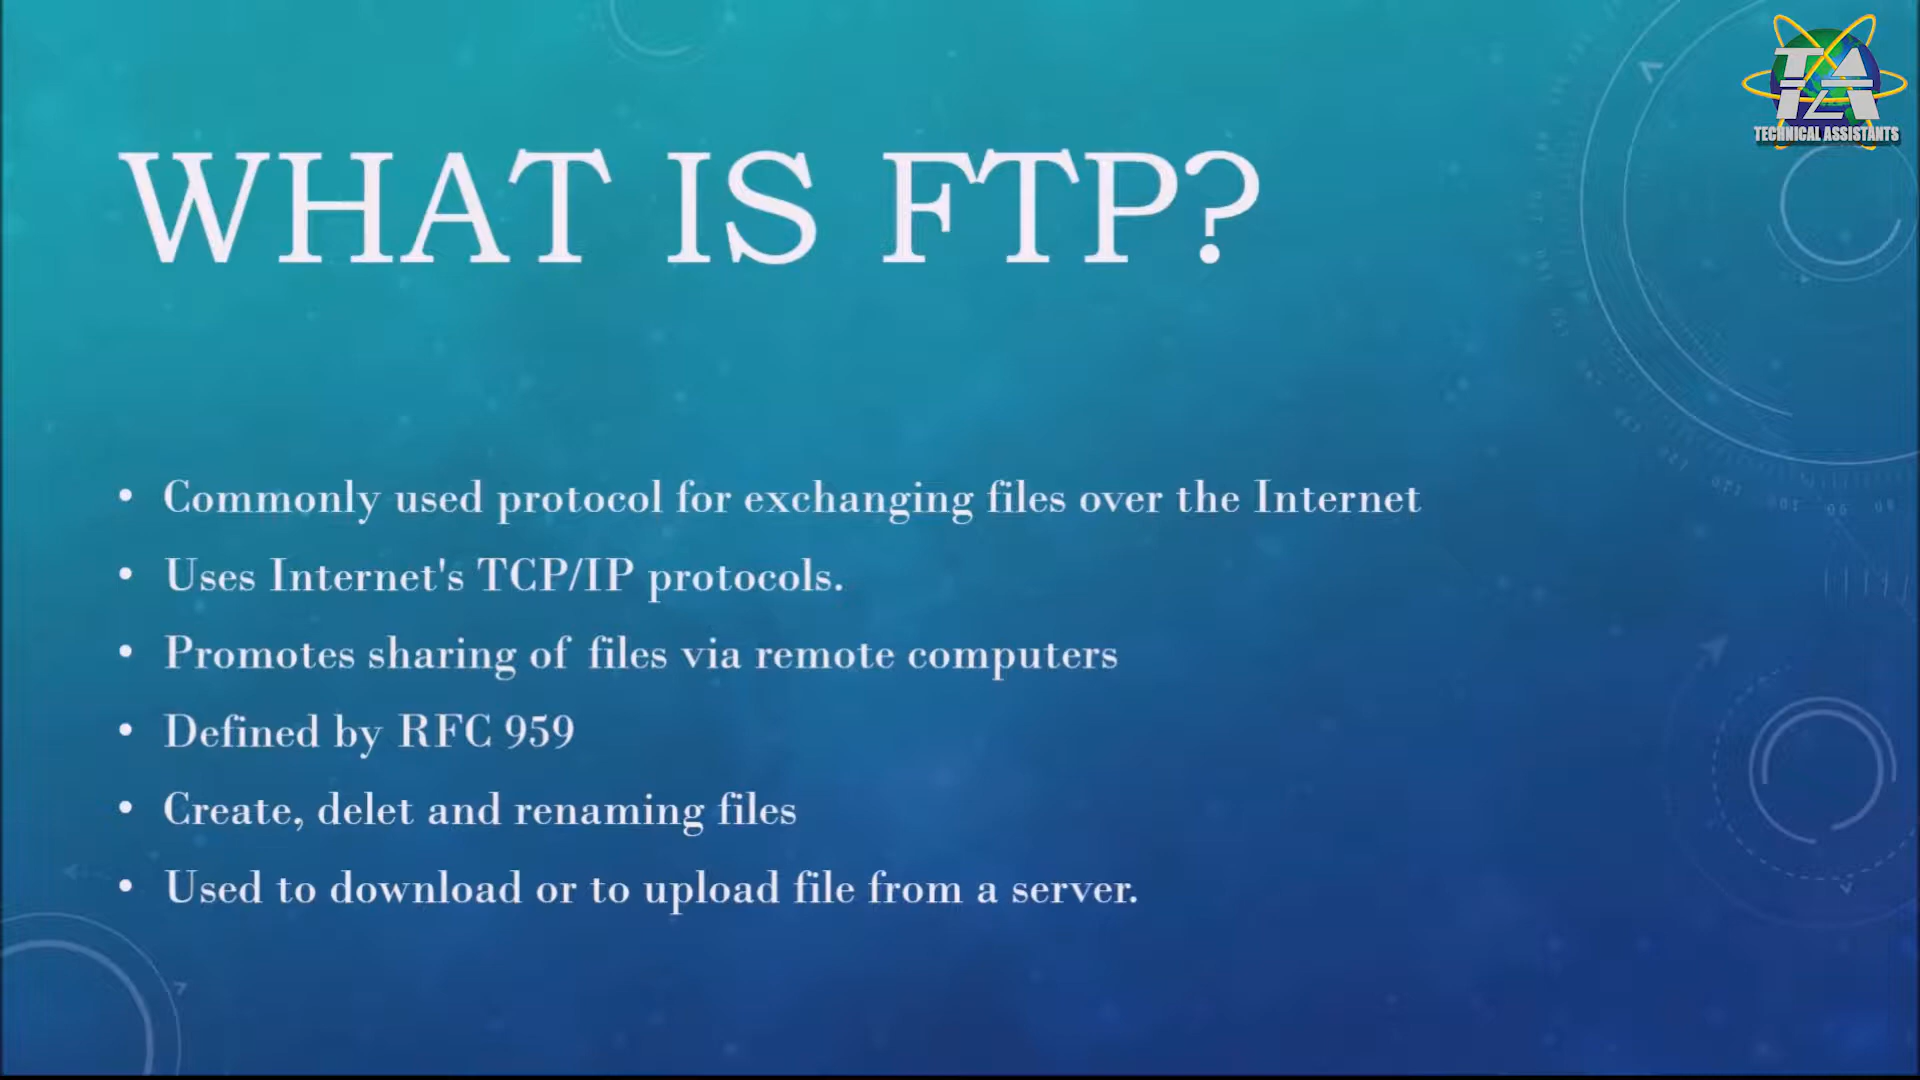 TA
TECHNICAL ASSISTANTS
WHAT IS FTP?
• Commonly used protocol for exchanging files over the Internet
• Uses Internet's TCP/IP protocols.
• Promotes sharing of files via remote computers
• Defined by RFC 959
• Create, delet and renaming files
• Used to download or to upload file from a server.